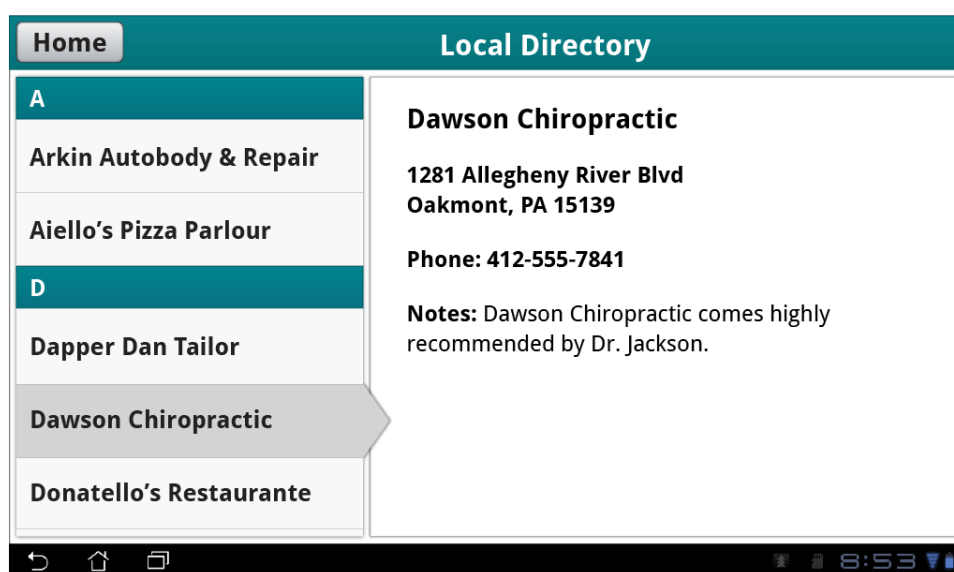 Home
Local Directory
A
Arkin Autobody & Repair
Aiello’s Pizza Parlour
D
Dapper Dan Tailor
Dawson Chiropractic
Donatello’s Restaurante
Dawson Chiropractic
1281 Allegheny River Blvd
Oakmont, PA 15139
Phone: 412-555-7841
Notes: Dawson Chiropractic comes highly
recommended by Dr. Jackson.
8:53